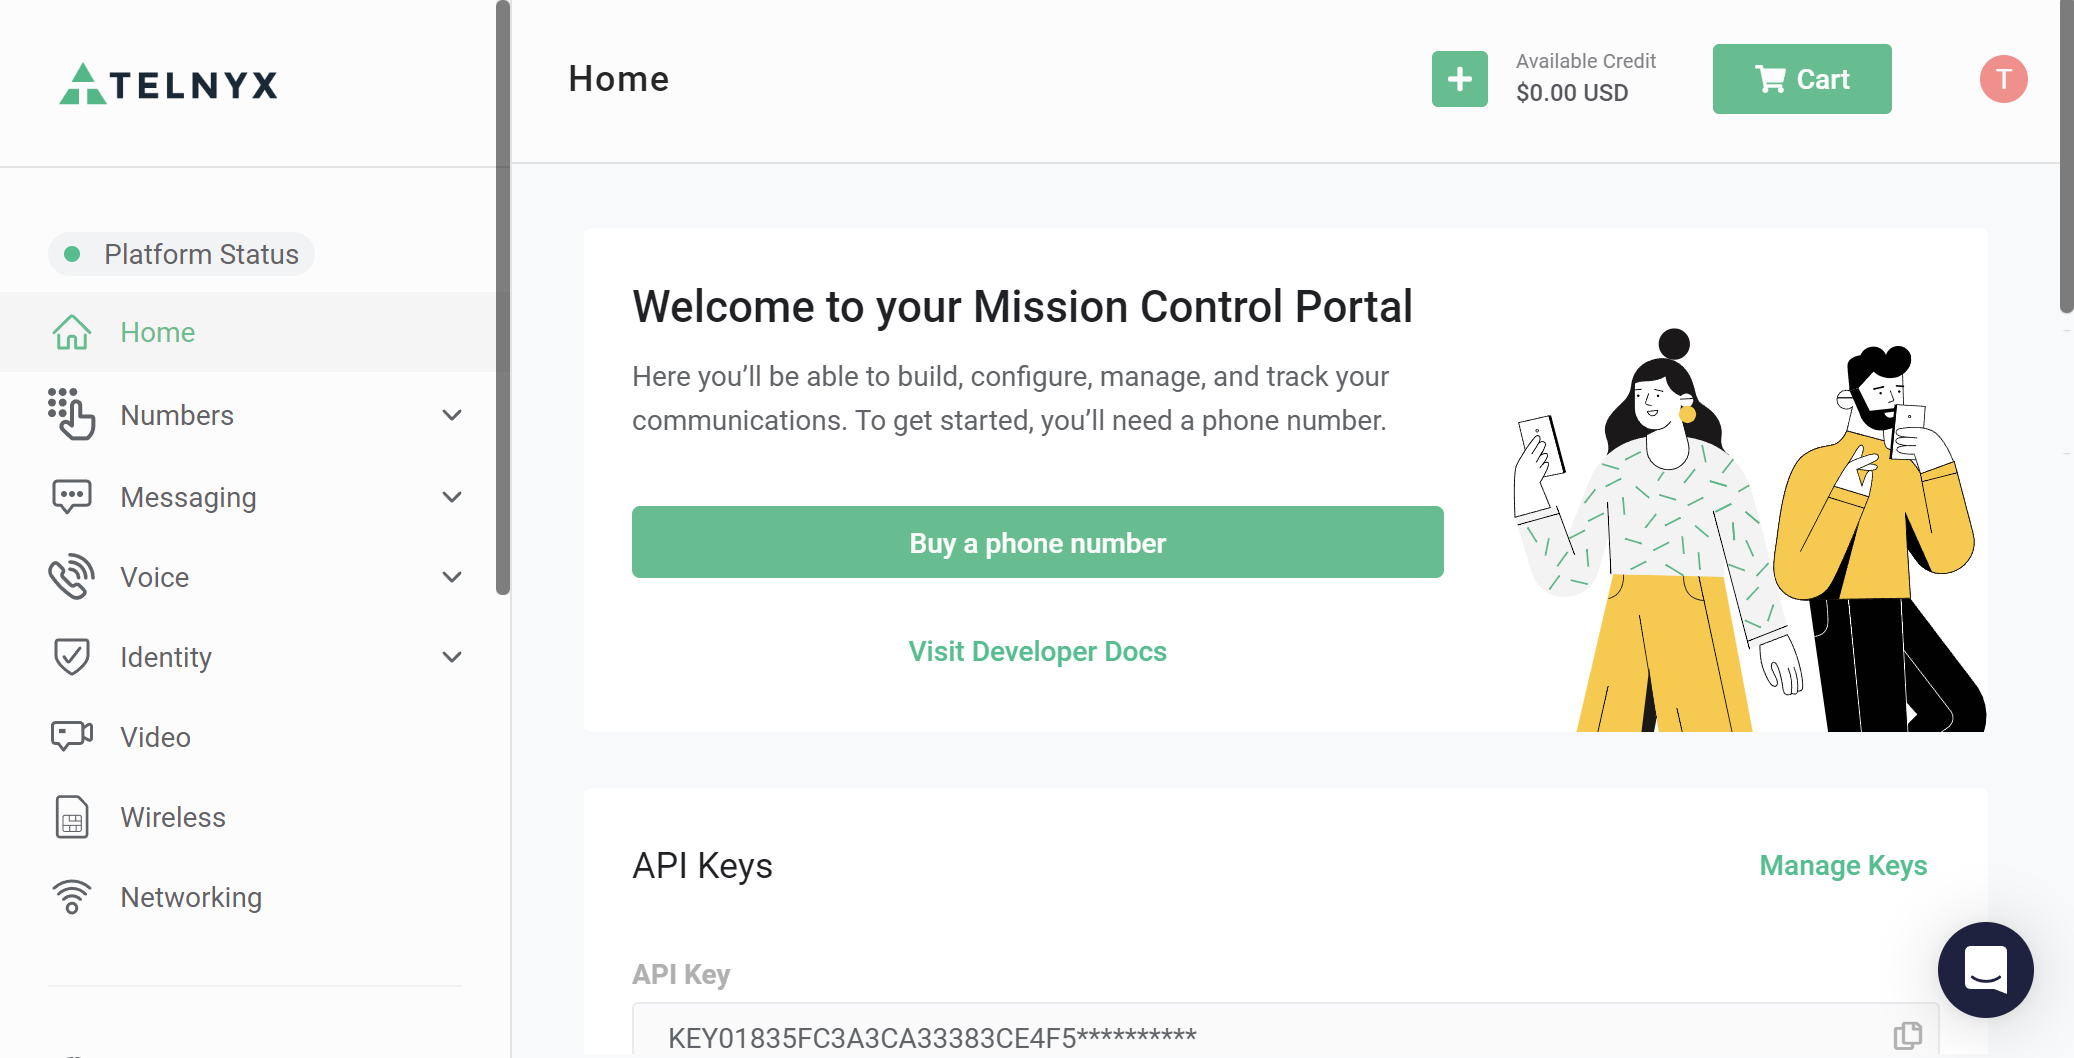 TELNYX
Home
Available Credit
$0.00 USD
Cart
T
Platform Status
Home
Numbers
Messaging
Voice
Identity
Video
Wireless
Networking
Welcome to your Mission Control Portal
Here you’ll be able to build, configure, manage, and track your
communications. To get started, you’ll need a phone number.
Buy a phone number
Visit Developer Docs
API Keys
Manage Keys
API Key
KEY01835FC3A3CA33383CE4F5**********